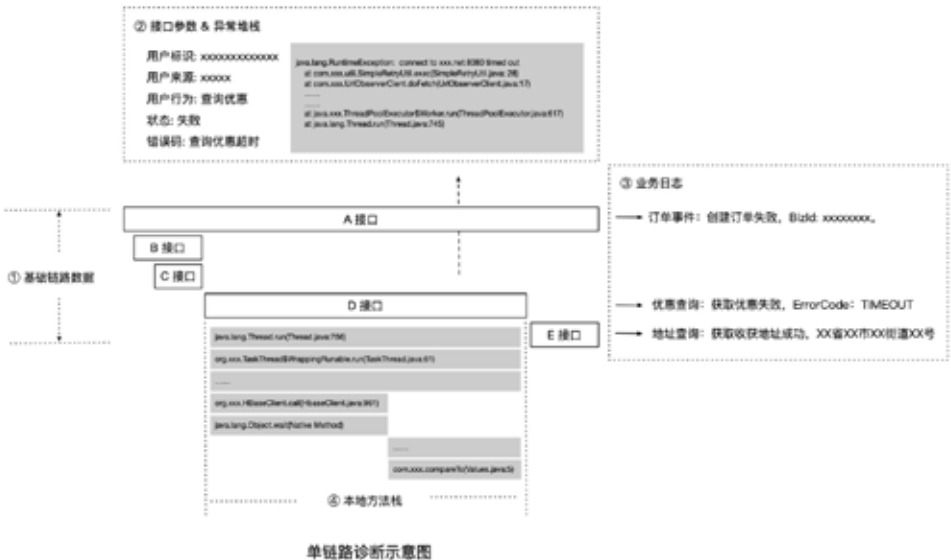 ② 接口参数 & 异常堆栈
用户标识: xxxxxxxxxxxxx
用户来源: xxxxx
用户行为: 查询优惠
状态: 失败
错误码: 查询优惠超时
java.lang.RuntimeException: connect to xxx.net:8080 timed out
at com.xxx.util.SimpleRetryUtil.exec(SimpleRetryUtil.java: 28)
at com.xxx.UrlObserverClient.doFetch(UrlObserverClient.java:17)
......
......
at java.xxx.ThreadPoolExecutor$Worker.run(ThreadPoolExecutor.java:617)
at java.lang.Thread.run(Thread.java:745)
③ 业务日志
A 接口
订单事件：创建订单失败，BizId: xxxxxxxx。
B 接口
① 基础链路数据
C 接口
D 接口
优惠查询：获取优惠失败，ErrorCode：TIMEOUT
java.lang.Thread.run(Thread.java:756)
E 接口
地址查询：获取收获地址成功，XX省XX市XX街道XX号
org.xxx.TaskThread$WrappingRunable.run(TaskThread.java:61)
......
org.xxx.HBaseClient.call(HbaseClient.java:991)
java.lang.Object.wait(Native Method)
......
com.xxx.compareTo(Values.java:5)
④ 本地方法栈
单链路诊断示意图